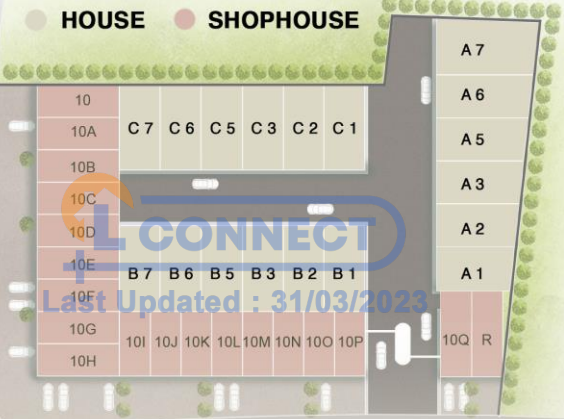 HOUSE SHOPHOUSE
A 7
10 A 6
10A C 7 C 6 C 5 C 3 C 2 C 1 A 5
10B
10C A 3
10D L CONNECT A 2
10E B 7 B 6 B 5 B 3 B 2 B 1 A 1
10F Last Updated : 31/03/2023
10G 10I 10J 10K 10L 10M 10N 10O 10P 10Q R
10H